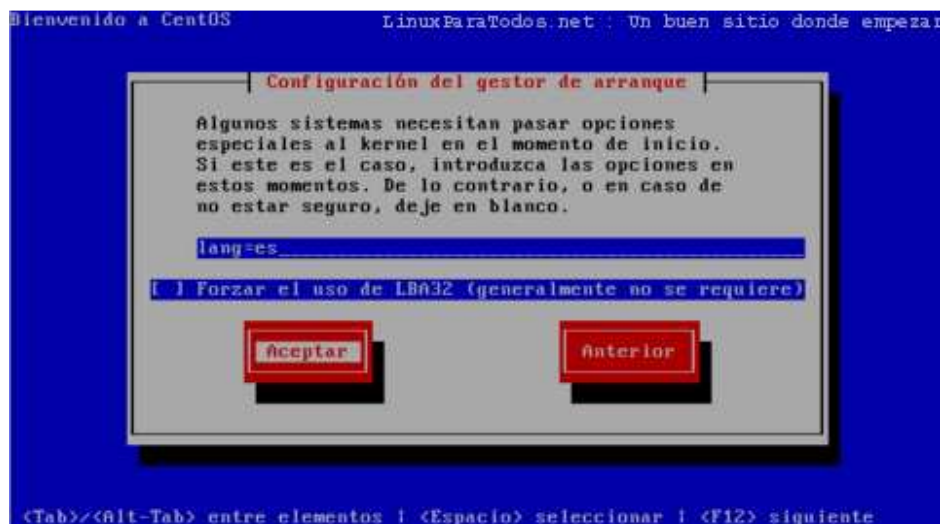 Bienvenido a CentOS LinuxParaTodos.net : Un buen sitio donde empezar
Configuración del gestor de arranque
Algunos sistemas necesitan pasar opciones
especiales al kernel en el momento de inicio.
Si este es el caso, introduzca las opciones en
estos momentos. De lo contrario, o en caso de
no estar seguro, deje en blanco.
lang=es
[ ] Forzar el uso de LBA32 (generalmente no se requiere)
Aceptar Anterior
<Tab>/<Alt-Tab> entre elementos | <Espacio> seleccionar | <F12> siguiente